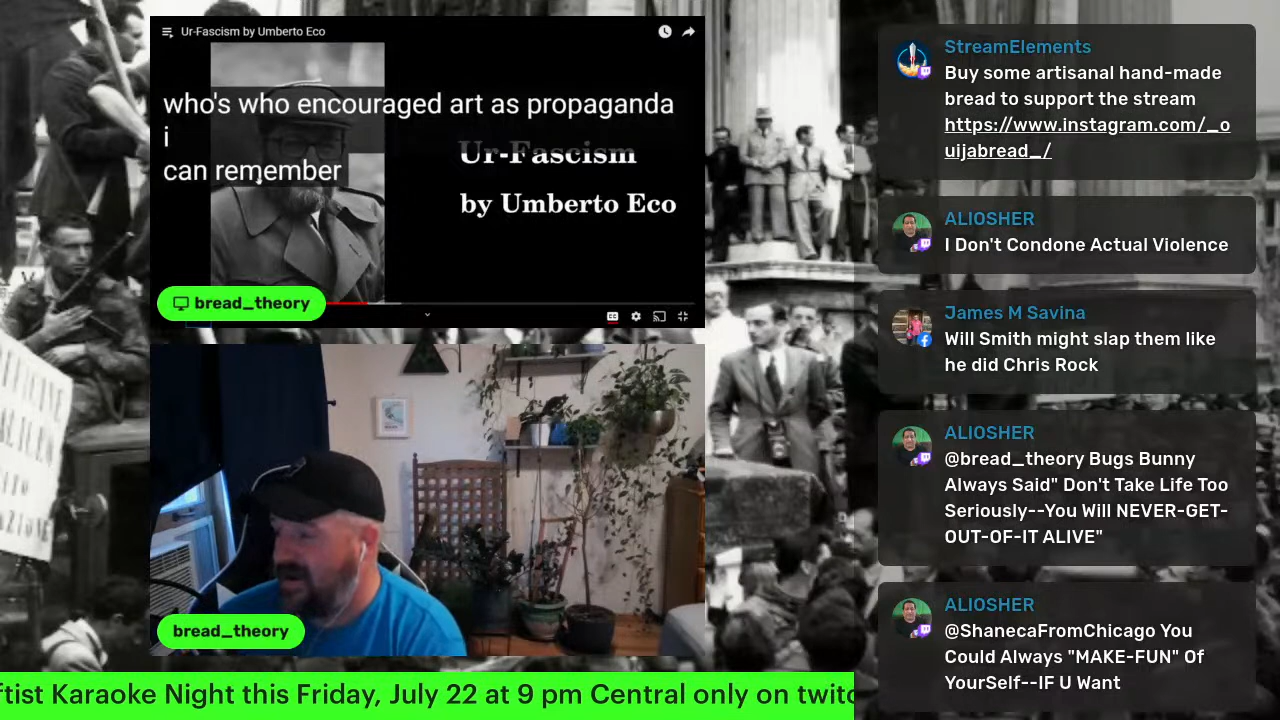 Ur-Fascism by Umberto Eco
who's who encouraged art as propaganda
i
can remember
Ur-Fascism
by Umberto Eco
bread_theory
bread_theory
ftist Karaoke Night this Friday, July 22 at 9 pm Central only on twitc
StreamElements
Buy some artisanal hand-made
bread to support the stream
https://www.instagram.com/_o
uijabread_/
ALIOSHER
I Don't Condone Actual Violence
James M Savina
Will Smith might slap them like
he did Chris Rock
ALIOSHER
@bread_theory Bugs Bunny
Always Said" Don't Take Life Too
Seriously--You Will NEVER-GET-
OUT-OF-IT ALIVE"
ALIOSHER
@ShanecaFromChicago You
Could Always "MAKE-FUN" Of
YourSelf--IF U Want